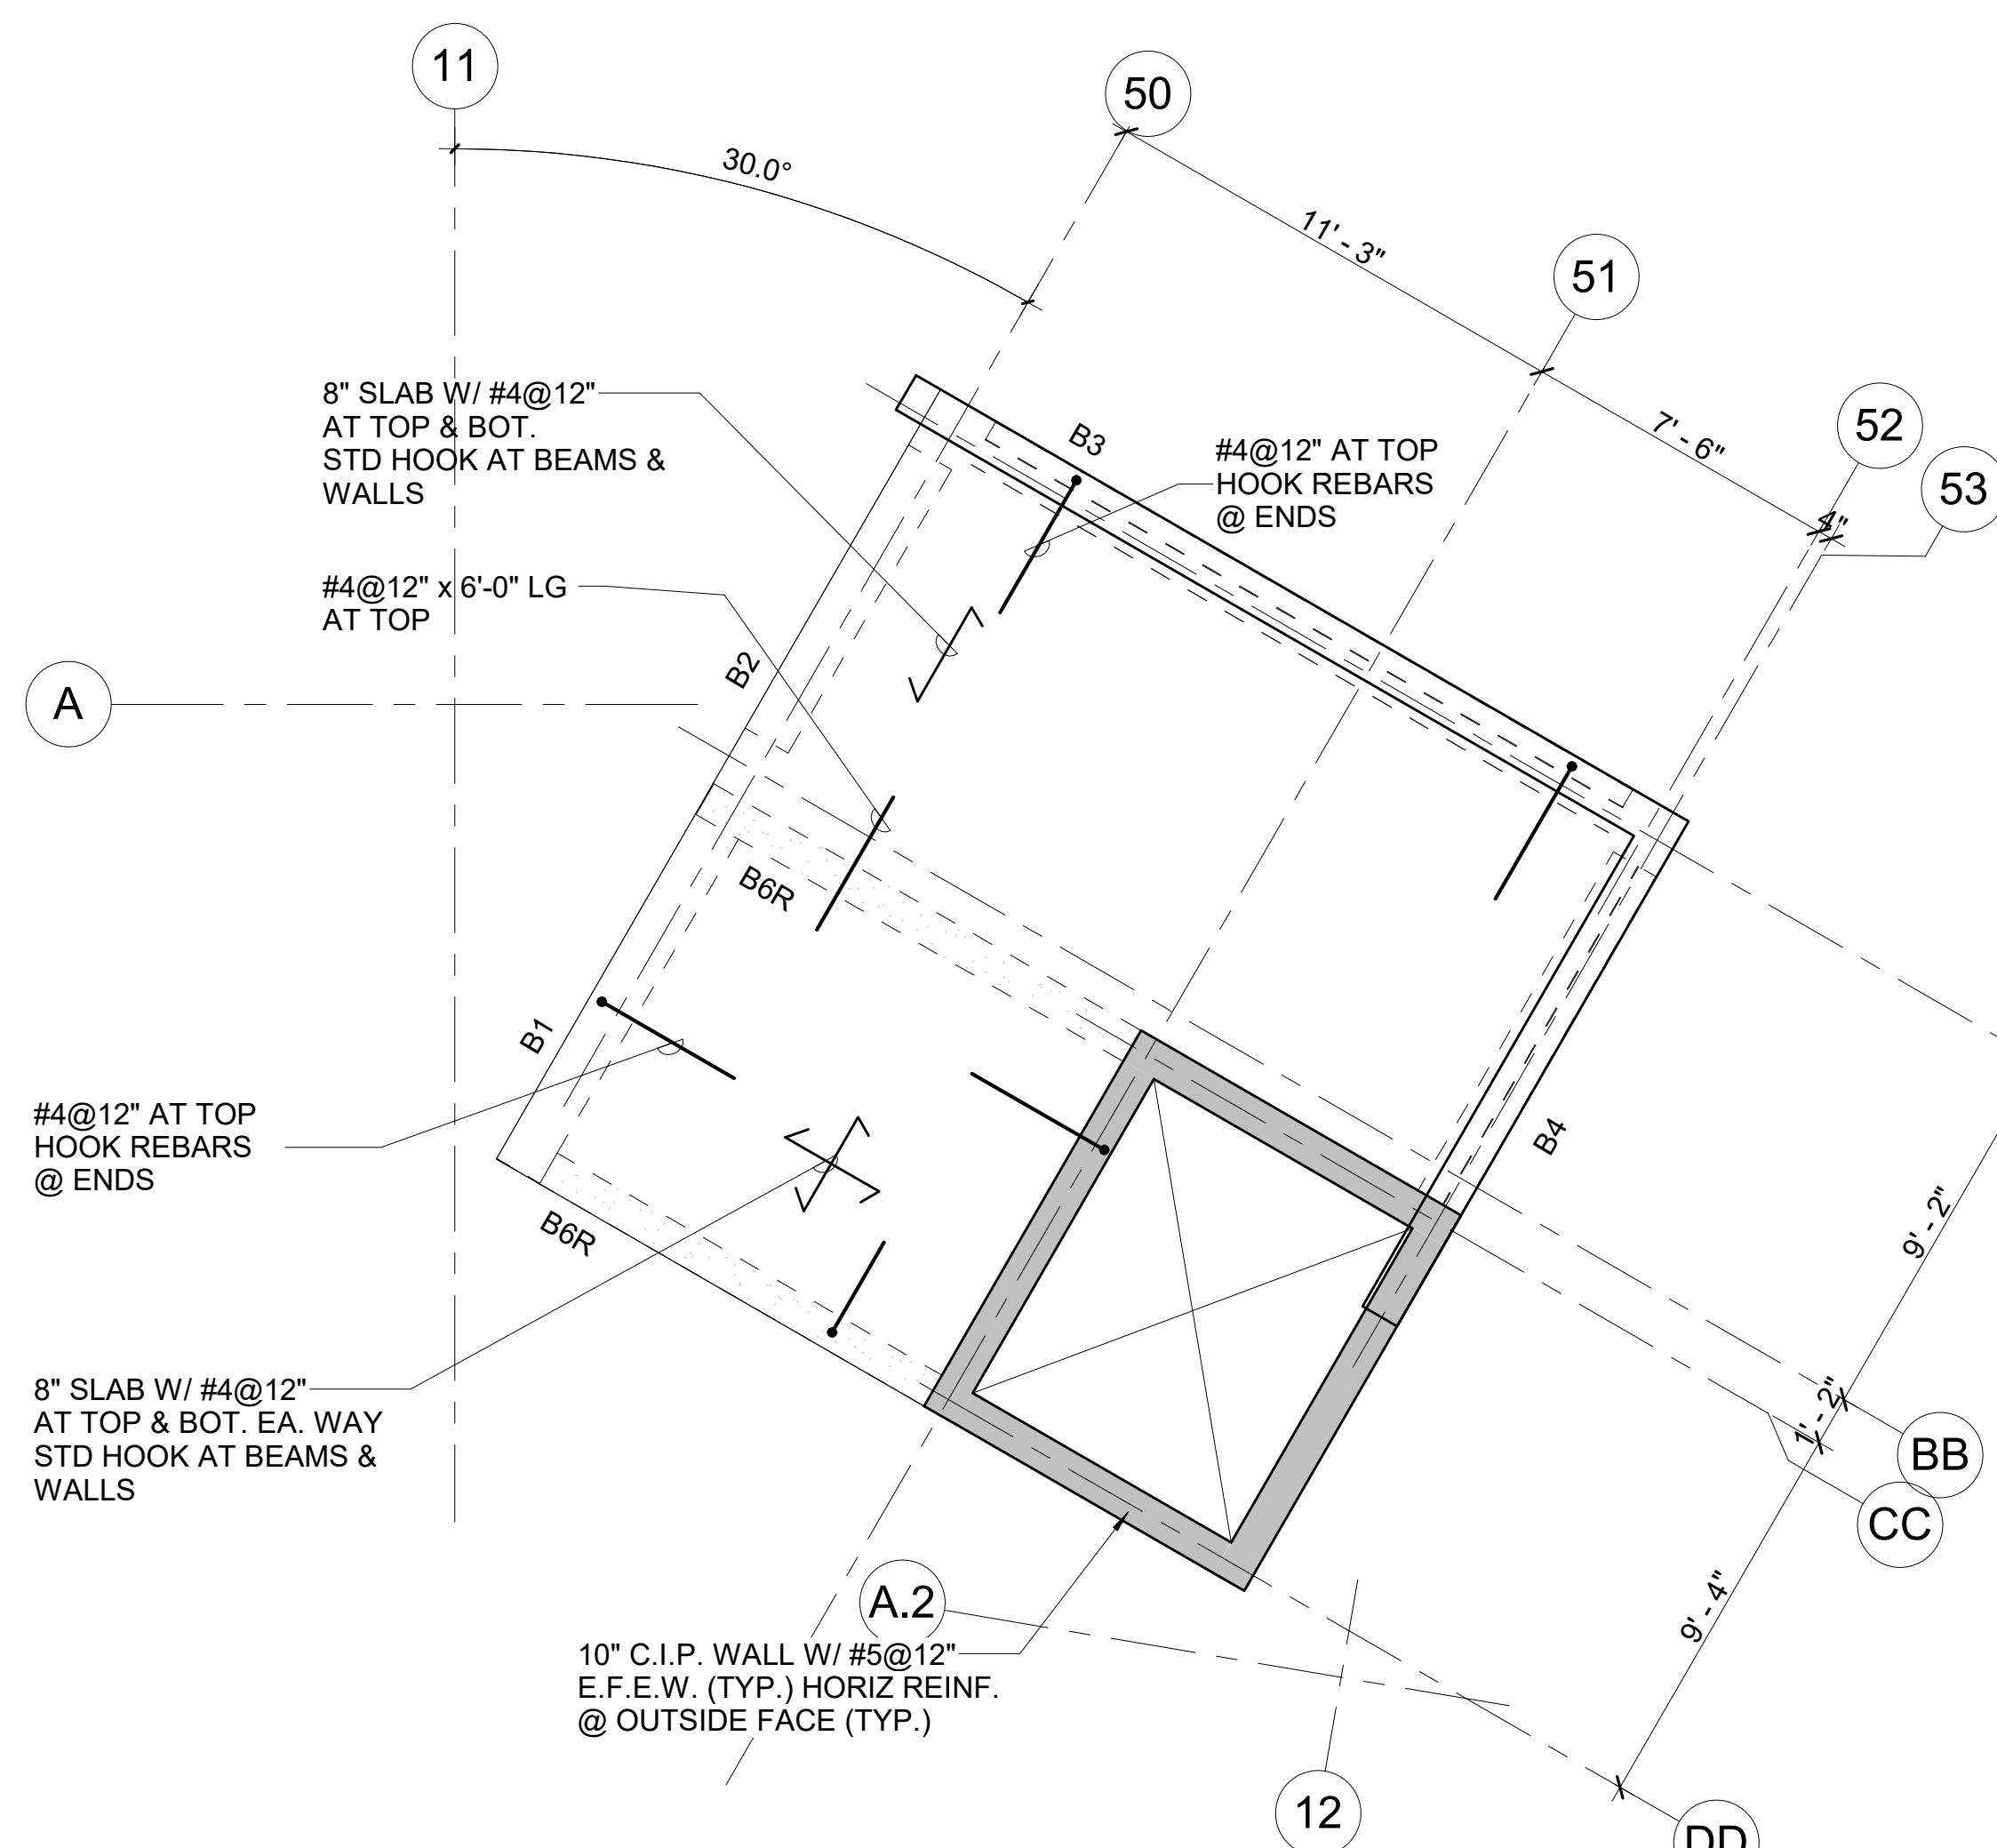 11
50
30.0°
11' - 3"
51
7' - 6"
52
53
4"
8" SLAB W/ #4@12"
AT TOP & BOT.
STD HOOK AT BEAMS &
WALLS
B3
#4@12" AT TOP
HOOK REBARS
@ ENDS
#4@12" x 6'-0" LG
AT TOP
B2
A
B6R
B1
#4@12" AT TOP
HOOK REBARS
@ ENDS
B4
9' - 2"
B6R
8" SLAB W/ #4@12"
AT TOP & BOT. EA. WAY
STD HOOK AT BEAMS &
WALLS
1' - 2"
BB
CC
A.2
9' - 4"
10" C.I.P. WALL W/ #5@12"
E.F.E.W. (TYP.) HORIZ REINF.
@ OUTSIDE FACE (TYP.)
12
DD